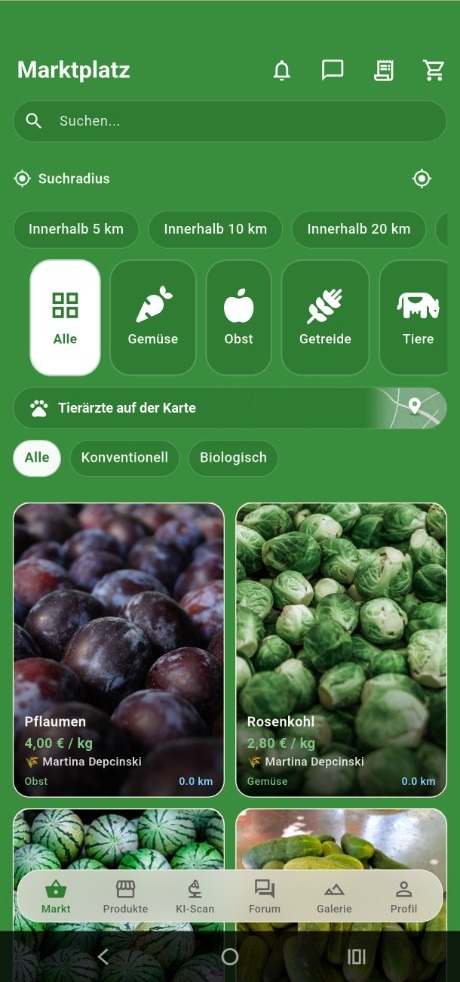 Marktplatz
Suchen...
Suchradius
Innerhalb 5 km
Innerhalb 10 km
Innerhalb 20 km
Alle
Gemüse
Obst
Getreide
Tiere
Tierärzte auf der Karte
Alle
Konventionell
Biologisch
Pflaumen
4,00 € / kg
Martina Depcinski
Obst
0.0 km
Rosenkohl
2,80 € / kg
Martina Depcinski
Gemüse
0.0 km
Markt
Produkte
KI-Scan
Forum
Galerie
Profil